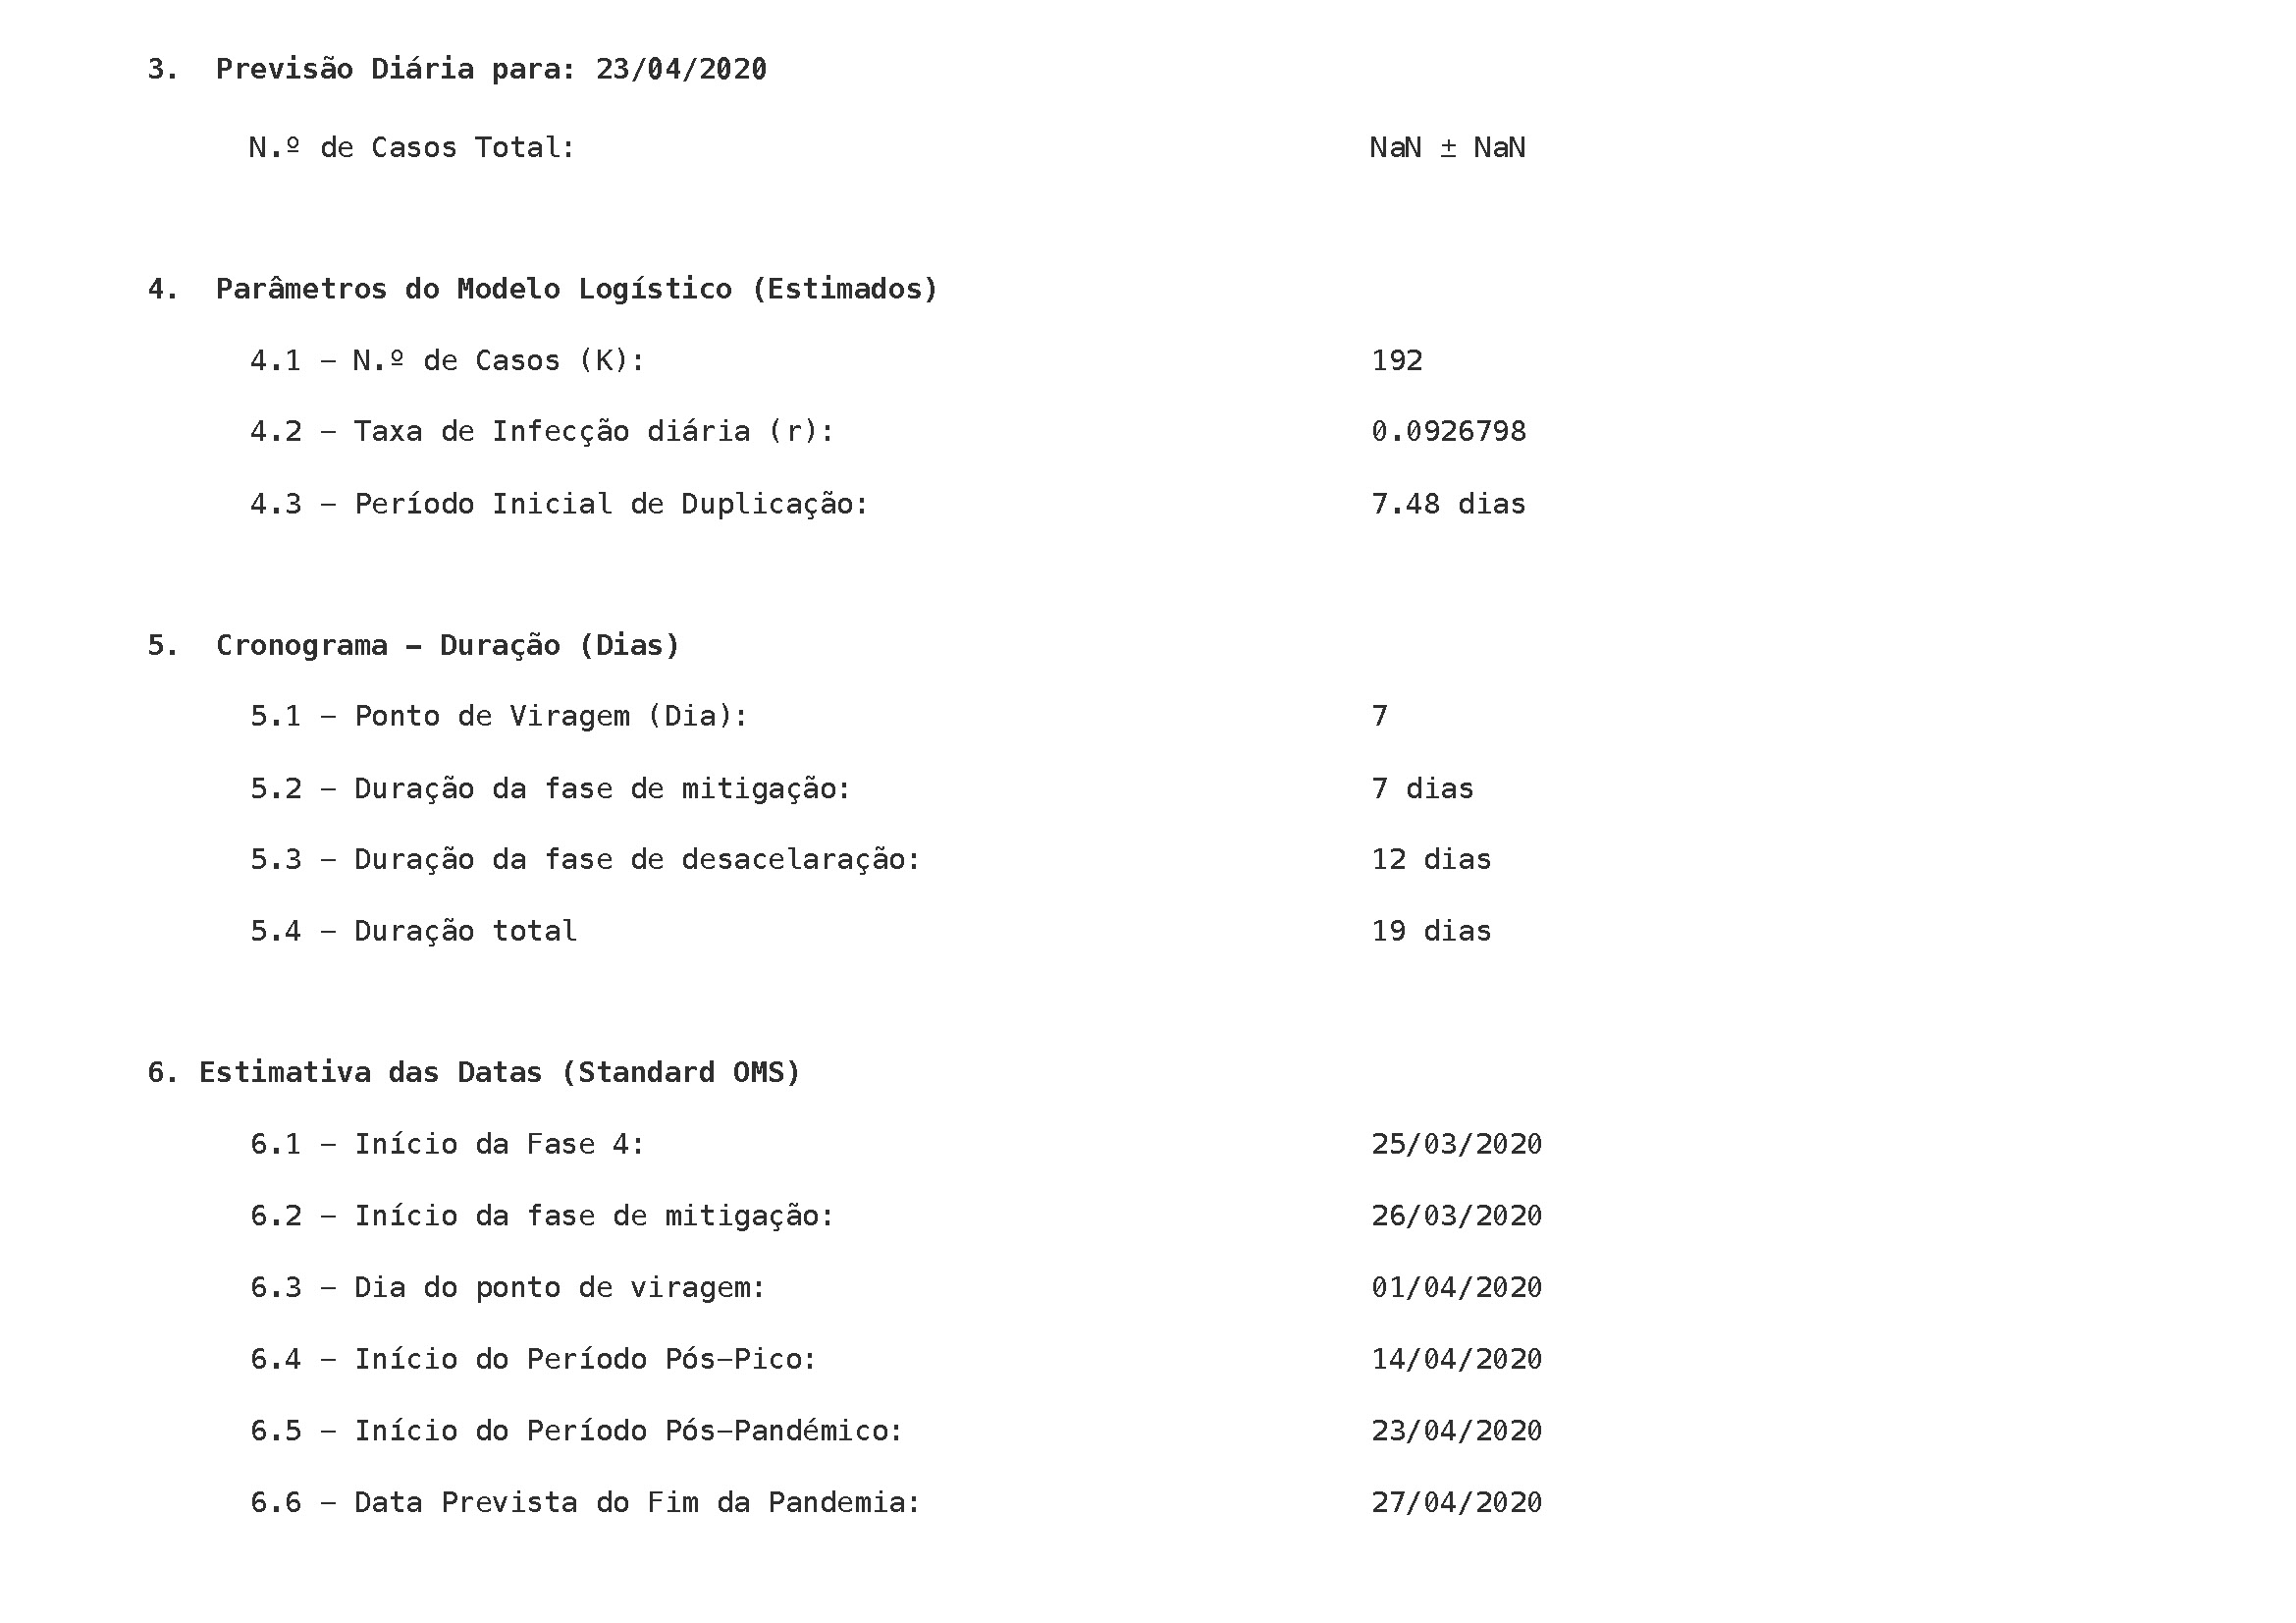 3. Previsão Diária para: 23/04/2020
N.º de Casos Total: NaN ± NaN
4. Parâmetros do Modelo Logístico (Estimados)
4.1 – N.º de Casos (K): 192
4.2 – Taxa de Infecção diária (r): 0.0926798
4.3 – Período Inicial de Duplicação: 7.48 dias
5. Cronograma – Duração (Dias)
5.1 – Ponto de Viragem (Dia): 7
5.2 – Duração da fase de mitigação: 7 dias
5.3 – Duração da fase de desacelaração: 12 dias
5.4 – Duração total 19 dias
6. Estimativa das Datas (Standard OMS)
6.1 – Início da Fase 4: 25/03/2020
6.2 – Início da fase de mitigação: 26/03/2020
6.3 – Dia do ponto de viragem: 01/04/2020
6.4 – Início do Período Pós–Pico: 14/04/2020
6.5 – Início do Período Pós–Pandémico: 23/04/2020
6.6 – Data Prevista do Fim da Pandemia: 27/04/2020